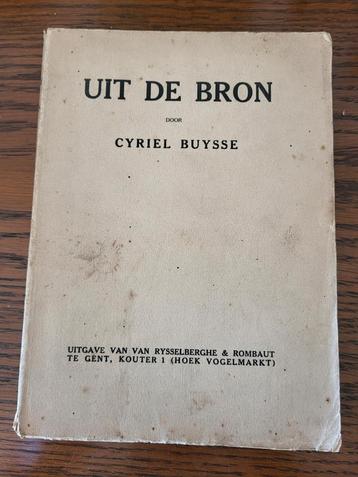 UIT DE BRON
DOOR
CYRIEL BUYSSE
UITGAVE VAN VAN RYSSELBERGHE & ROMBAUT
TE GENT, KOUTER 1 (HOEK VOGELMARKT)